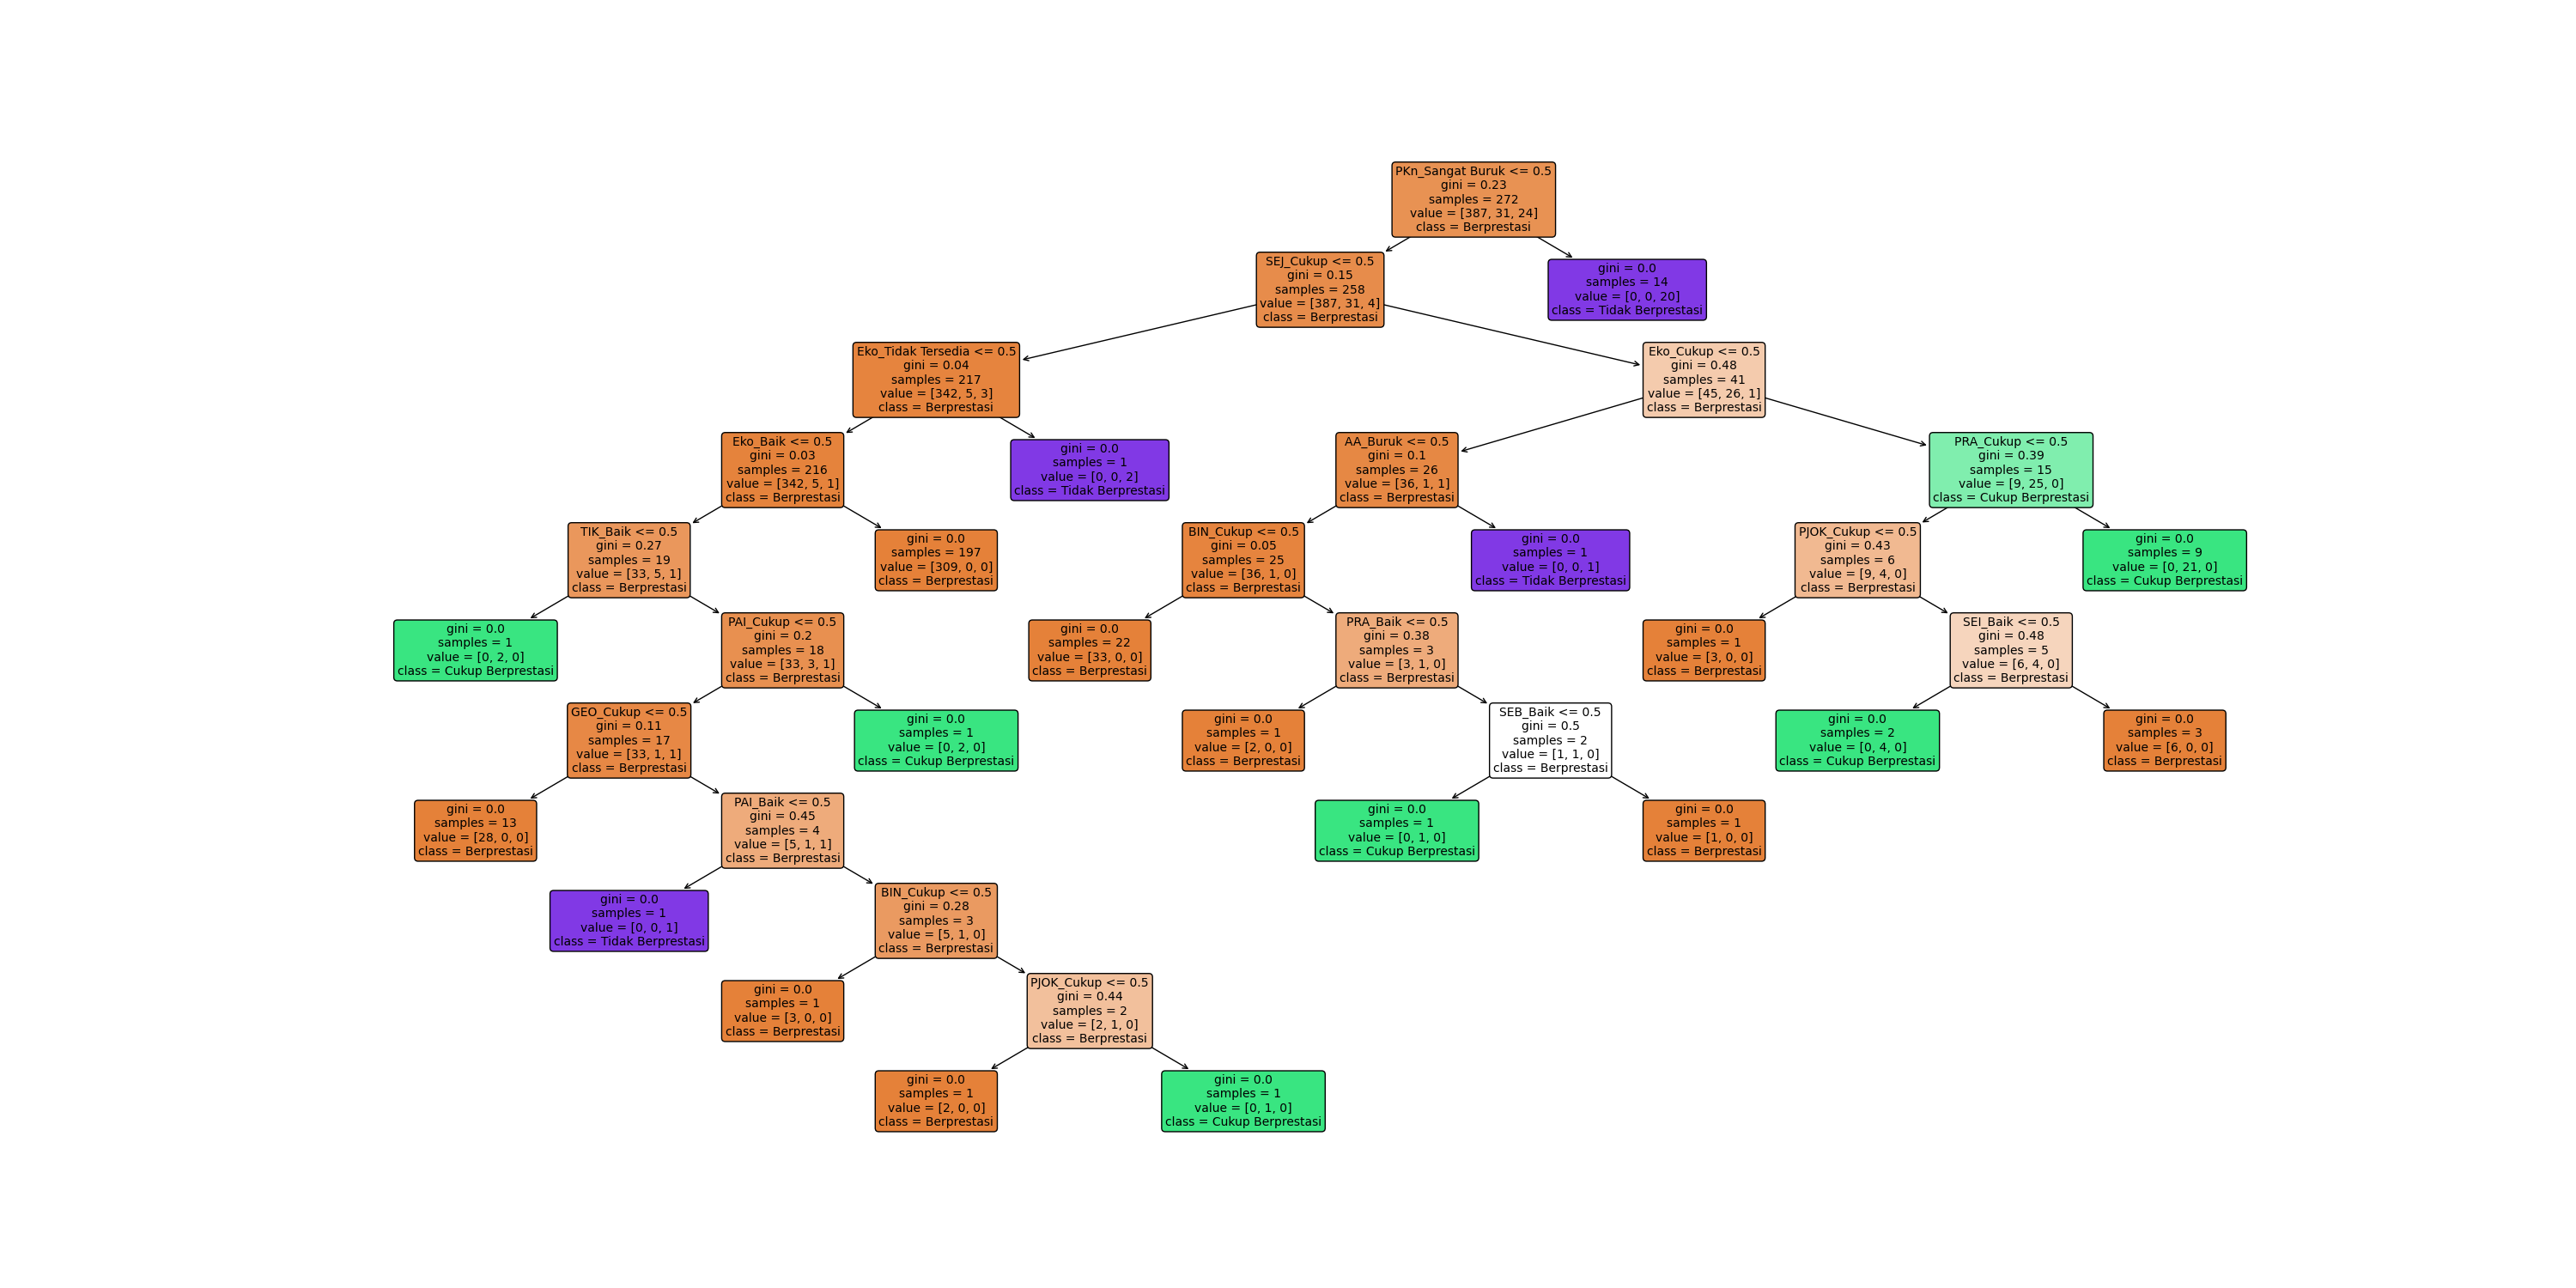 PKn_Sangat Buruk <= 0.5
gini = 0.23
samples = 272
value = [387, 31, 24]
class = Berprestasi
SEJ_Cukup <= 0.5
gini = 0.15
samples = 258
value = [387, 31, 4]
class = Berprestasi
gini = 0.0
samples = 14
value = [0, 0, 20]
class = Tidak Berprestasi
Eko_Tidak Tersedia <= 0.5
gini = 0.04
samples = 217
value = [342, 5, 3]
class = Berprestasi
Eko_Cukup <= 0.5
gini = 0.48
samples = 41
value = [45, 26, 1]
class = Berprestasi
Eko_Baik <= 0.5
gini = 0.03
samples = 216
value = [342, 5, 1]
class = Berprestasi
gini = 0.0
samples = 1
value = [0, 0, 2]
class = Tidak Berprestasi
AA_Buruk <= 0.5
gini = 0.1
samples = 26
value = [36, 1, 1]
class = Berprestasi
PRA_Cukup <= 0.5
gini = 0.39
samples = 15
value = [9, 25, 0]
class = Cukup Berprestasi
TIK_Baik <= 0.5
gini = 0.27
samples = 19
value = [33, 5, 1]
class = Berprestasi
gini = 0.0
samples = 197
value = [309, 0, 0]
class = Berprestasi
BIN_Cukup <= 0.5
gini = 0.05
samples = 25
value = [36, 1, 0]
class = Berprestasi
gini = 0.0
samples = 1
value = [0, 0, 1]
class = Tidak Berprestasi
PJOK_Cukup <= 0.5
gini = 0.43
samples = 6
value = [9, 4, 0]
class = Berprestasi
gini = 0.0
samples = 9
value = [0, 21, 0]
class = Cukup Berprestasi
gini = 0.0
samples = 1
value = [0, 2, 0]
class = Cukup Berprestasi
PAI_Cukup <= 0.5
gini = 0.2
samples = 18
value = [33, 3, 1]
class = Berprestasi
gini = 0.0
samples = 22
value = [33, 0, 0]
class = Berprestasi
PRA_Baik <= 0.5
gini = 0.38
samples = 3
value = [3, 1, 0]
class = Berprestasi
gini = 0.0
samples = 1
value = [3, 0, 0]
class = Berprestasi
SEI_Baik <= 0.5
gini = 0.48
samples = 5
value = [6, 4, 0]
class = Berprestasi
GEO_Cukup <= 0.5
gini = 0.11
samples = 17
value = [33, 1, 1]
class = Berprestasi
gini = 0.0
samples = 1
value = [0, 2, 0]
class = Cukup Berprestasi
gini = 0.0
samples = 1
value = [2, 0, 0]
class = Berprestasi
SEB_Baik <= 0.5
gini = 0.5
samples = 2
value = [1, 1, 0]
class = Berprestasi
gini = 0.0
samples = 2
value = [0, 4, 0]
class = Cukup Berprestasi
gini = 0.0
samples = 3
value = [6, 0, 0]
class = Berprestasi
gini = 0.0
samples = 13
value = [28, 0, 0]
class = Berprestasi
PAI_Baik <= 0.5
gini = 0.45
samples = 4
value = [5, 1, 1]
class = Berprestasi
gini = 0.0
samples = 1
value = [0, 1, 0]
class = Cukup Berprestasi
gini = 0.0
samples = 1
value = [1, 0, 0]
class = Berprestasi
gini = 0.0
samples = 1
value = [0, 0, 1]
class = Tidak Berprestasi
BIN_Cukup <= 0.5
gini = 0.28
samples = 3
value = [5, 1, 0]
class = Berprestasi
gini = 0.0
samples = 1
value = [3, 0, 0]
class = Berprestasi
PJOK_Cukup <= 0.5
gini = 0.44
samples = 2
value = [2, 1, 0]
class = Berprestasi
gini = 0.0
samples = 1
value = [2, 0, 0]
class = Berprestasi
gini = 0.0
samples = 1
value = [0, 1, 0]
class = Cukup Berprestasi